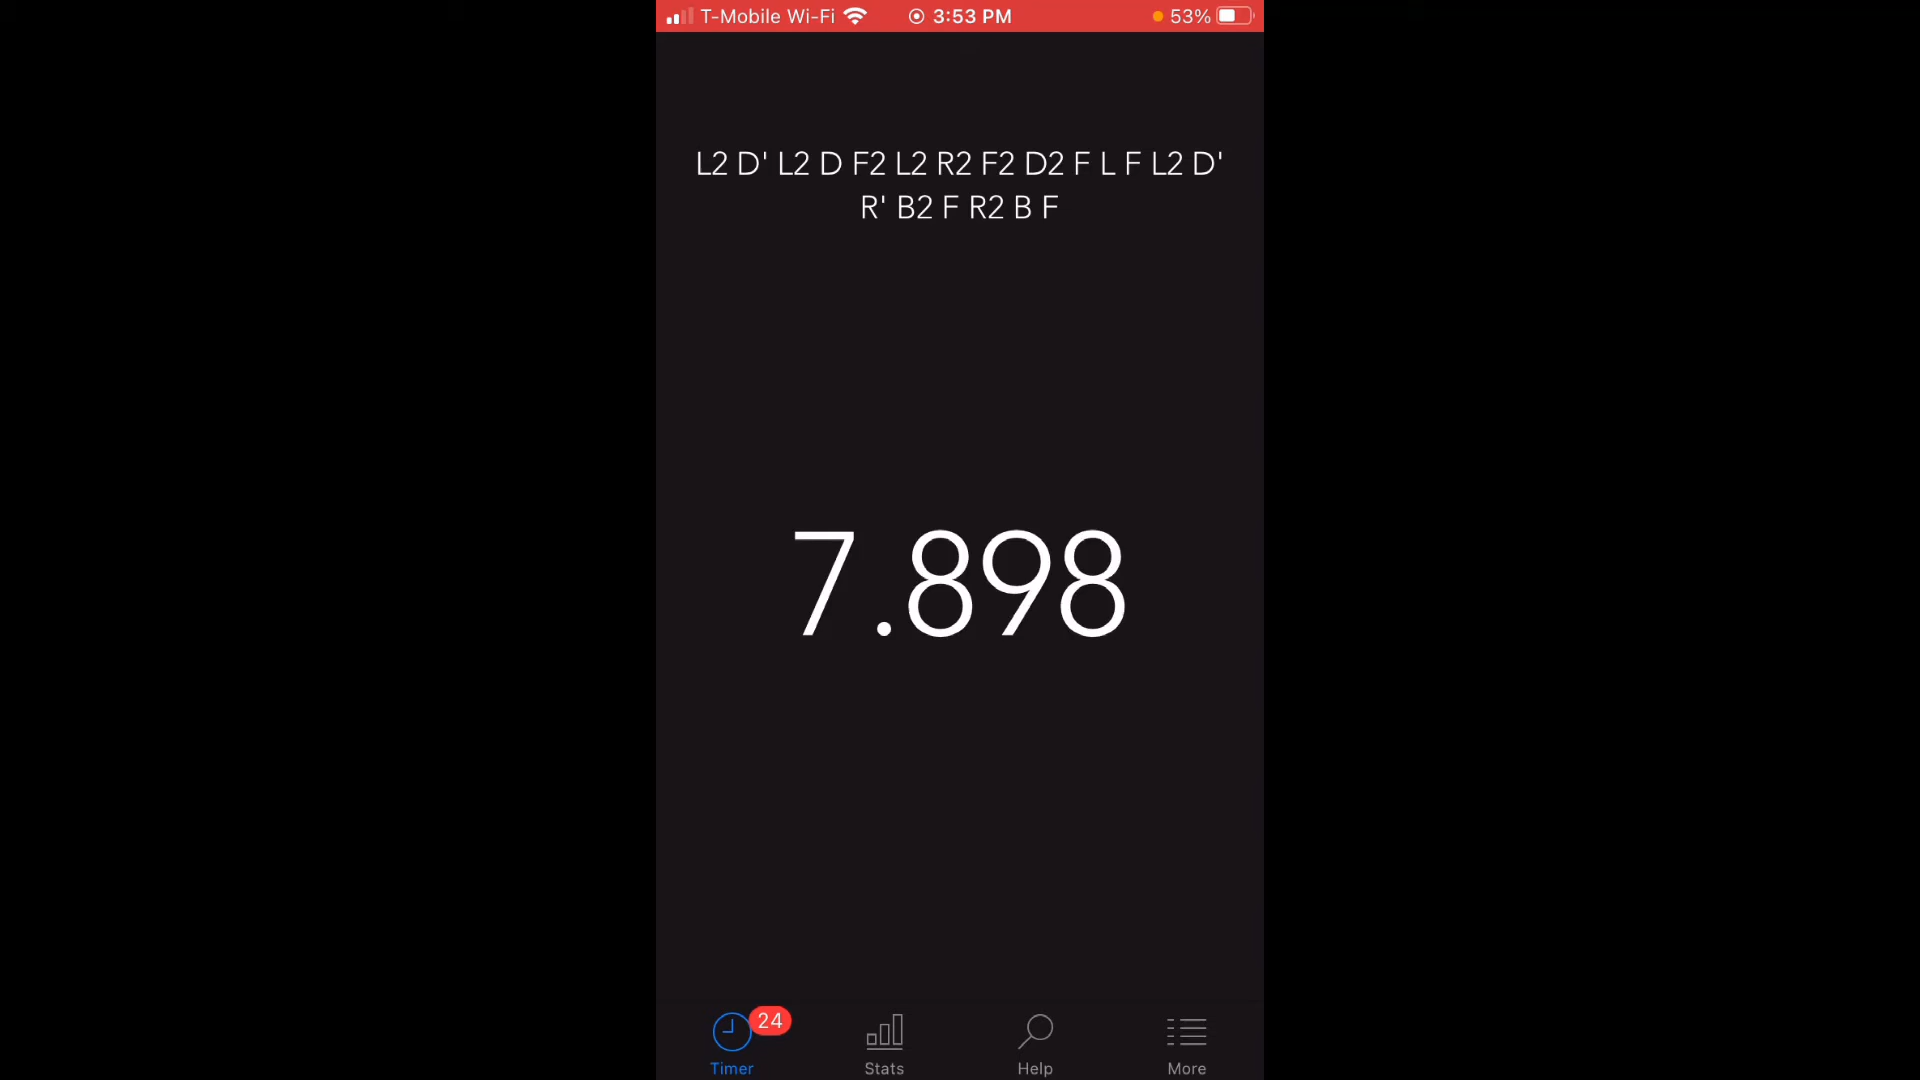 T-Mobile Wi-Fi 3:53 PM 53%
L2 D' L2 D F2 L2 R2 F2 D2 F L F L2 D'
R' B2 F R2 B F
7.898
24
Timer Stats Help More